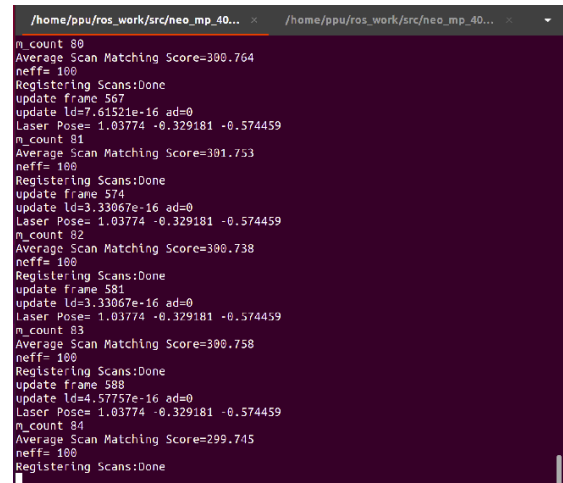 /home/ppu/ros_work/src/neo_mp_40... × /home/ppu/ros_work/src/neo_mp_40... ×
m_count 80
Average Scan Matching Score=300.764
neff= 100
Registering Scans:Done
update frame 567
update ld=7.61521e-16 ad=0
Laser Pose= 1.03774 -0.329181 -0.574459
m_count 81
Average Scan Matching Score=301.753
neff= 100
Registering Scans:Done
update frame 574
update ld=3.33067e-16 ad=0
Laser Pose= 1.03774 -0.329181 -0.574459
m_count 82
Average Scan Matching Score=300.738
neff= 100
Registering Scans:Done
update frame 581
update ld=3.33067e-16 ad=0
Laser Pose= 1.03774 -0.329181 -0.574459
m_count 83
Average Scan Matching Score=300.758
neff= 100
Registering Scans:Done
update frame 588
update ld=4.57757e-16 ad=0
Laser Pose= 1.03774 -0.329181 -0.574459
m_count 84
Average Scan Matching Score=299.745
neff= 100
Registering Scans:Done